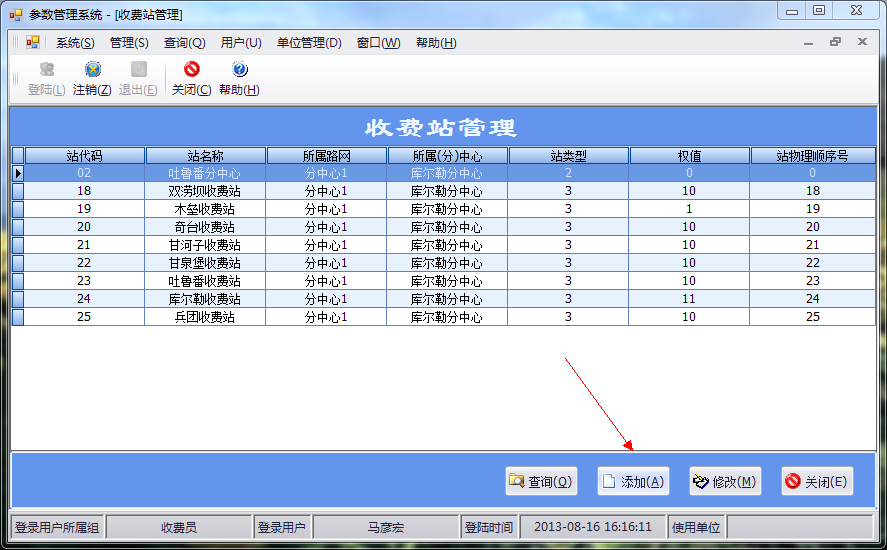 参数管理系统 - [收费站管理]
系统(S) 管理(S) 查询(Q) 用户(U) 单位管理(D) 窗口(W) 帮助(H)
登陆(L) 注销(Z) 退出(E) 关闭(C) 帮助(H)
收费站管理
站代码 站名称 所属路网 所属(分)中心 站类型 权值 站物理顺序号
02 吐鲁番分中心 分中心1 库尔勒分中心 2 0 0
18 双涝坝收费站 分中心1 库尔勒分中心 3 10 18
19 木垒收费站 分中心1 库尔勒分中心 3 1 19
20 奇台收费站 分中心1 库尔勒分中心 3 10 20
21 甘河子收费站 分中心1 库尔勒分中心 3 10 21
22 甘泉堡收费站 分中心1 库尔勒分中心 3 10 22
23 吐鲁番收费站 分中心1 库尔勒分中心 3 10 23
24 库尔勒收费站 分中心1 库尔勒分中心 3 11 24
25 兵团收费站 分中心1 库尔勒分中心 3 10 25
查询(Q) 添加(A) 修改(M) 关闭(E)
登录用户所属组 收费员 登录用户 马彦宏 登陆时间 2013-08-16 16:16:11 使用单位